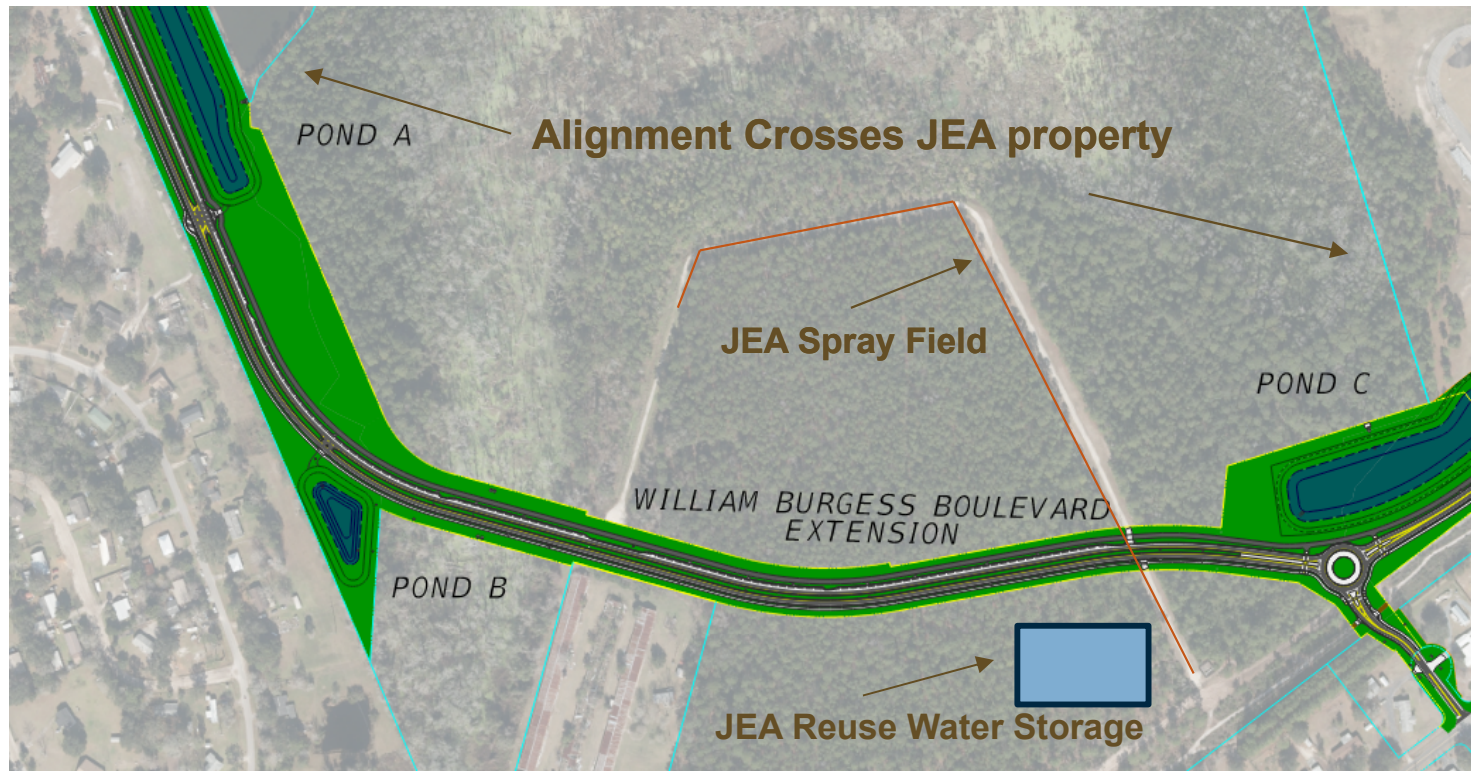 POND A
Alignment Crosses JEA property
JEA Spray Field
POND C
WILLIAM BURGESS BOULEVARD
EXTENSION
POND B
JEA Reuse Water Storage